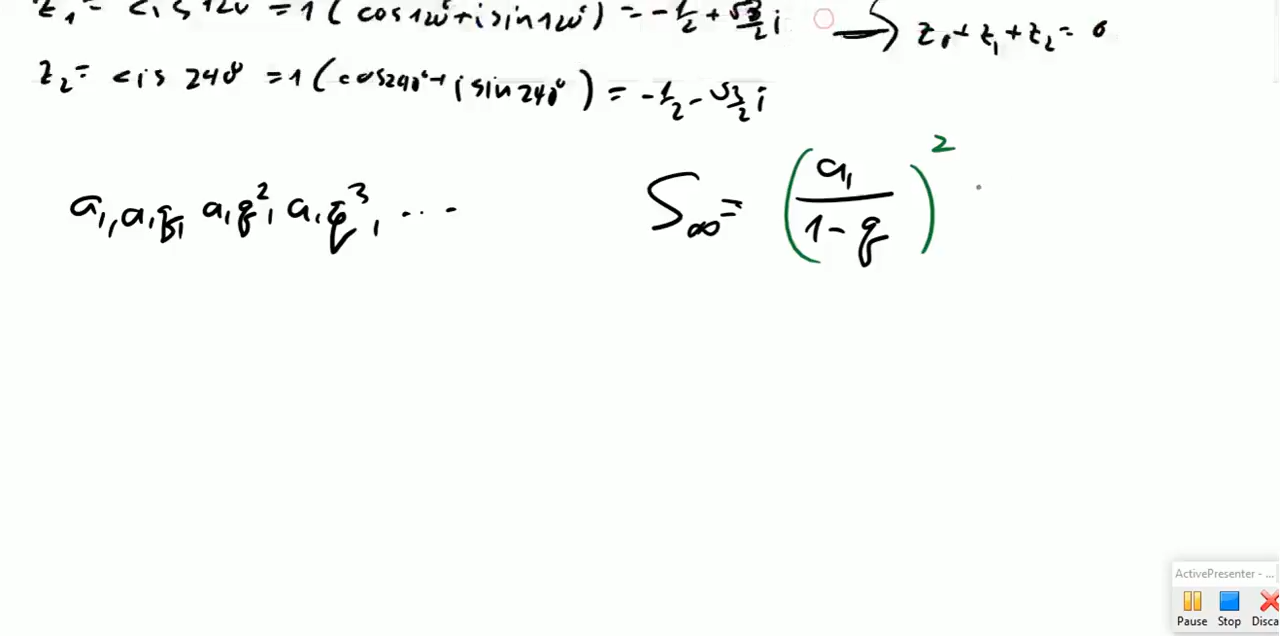 z₁ = cis 120 = 1 ( cos 120° + i sin 120° ) = -1/2 + √3/2 i → z₀ + z₁ + z₂ = 0
z₂ = cis 240° = 1 ( cos 240° + i sin 240° ) = -1/2 - √3/2 i
a₁, a₁q, a₁q², a₁q³, ... S∞ = ( a₁ / 1 - q )²
ActivePresenter - ...
Pause Stop Disca